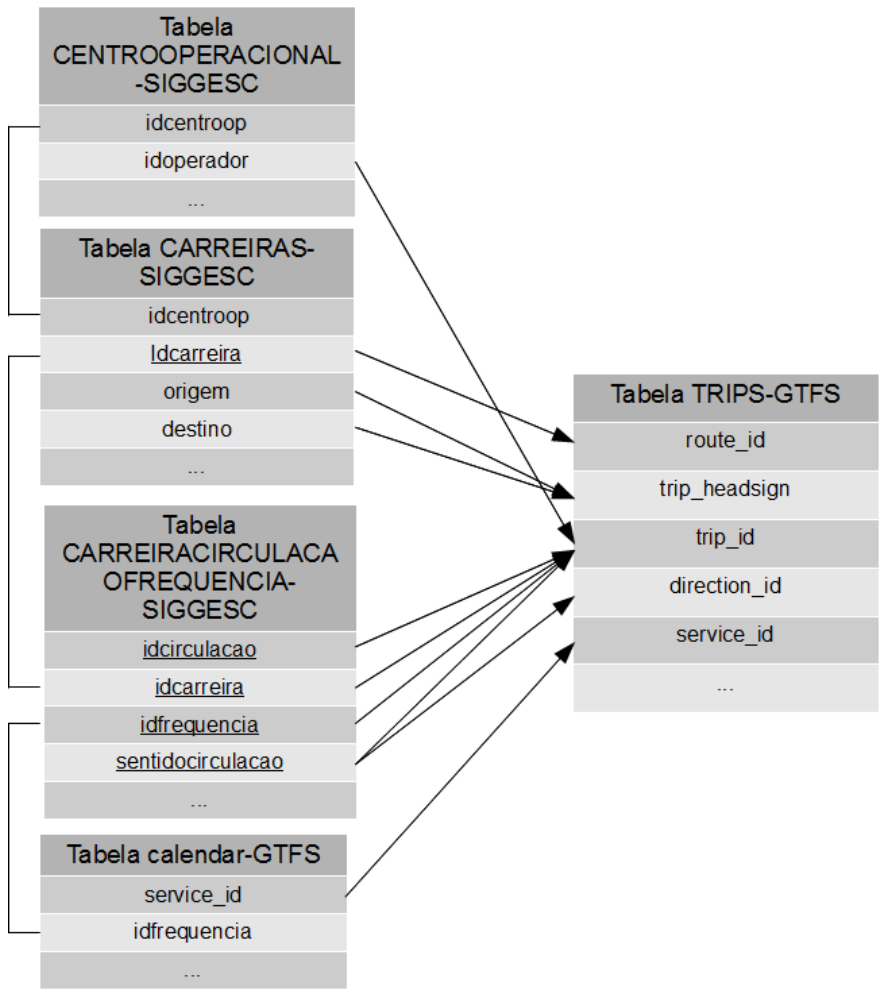 Tabela
CENTROOPERACIONAL
-SIGGESC
idcentroop
idoperador
...
Tabela CARREIRAS-
SIGGESC
idcentroop
Idcarreira
origem
destino
...
Tabela
CARREIRACIRCULACA
OFREQUENCIA-
SIGGESC
idcirculacao
idcarreira
idfrequencia
sentidocirculacao
...
Tabela calendar-GTFS
service_id
idfrequencia
...
Tabela TRIPS-GTFS
route_id
trip_headsign
trip_id
direction_id
service_id
...